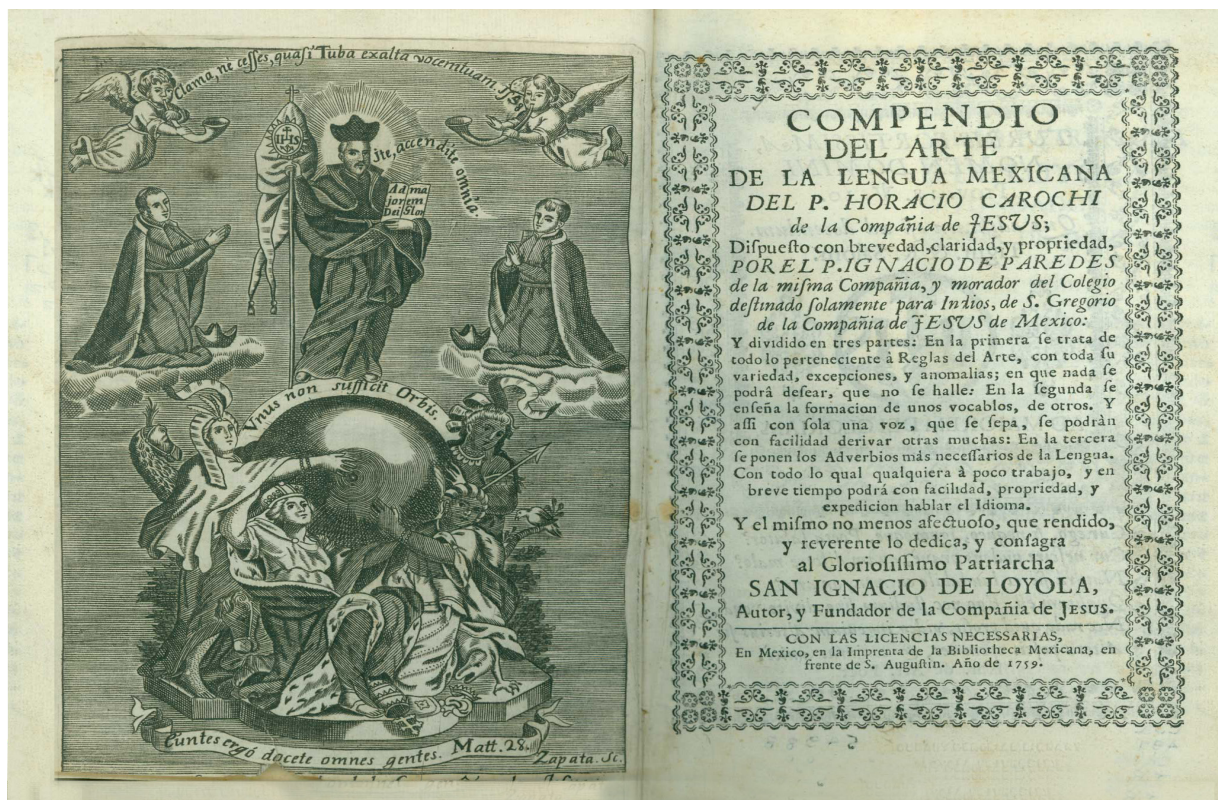 Clama, ne cesses, quasi Tuba exalta vocem tuam.
IHS
Ite, accendite omnia.
Ad ma
jorem
Dei Glor
Vnus non sufficit Orbis.
Euntes ergó docete omnes gentes. Matt. 28.
Zapata. Sc.
COMPENDIO
DEL ARTE
DE LA LENGUA MEXICANA
DEL P. HORACIO CAROCHI
de la Compañia de JESUS;
Dispuesto con brevedad, claridad, y propriedad,
POR EL P. IGNACIO DE PAREDES
de la misma Compañia, y morador del Colegio
destinado solamente para Indios, de S. Gregorio
de la Compañia de JESUS de Mexico:
Y dividido en tres partes: En la primera se trata de
todo lo perteneciente à Reglas del Arte, con toda su
variedad, excepciones, y anomalias; en que nada se
podrà desear, que no se halle: En la segunda se
enseña la formacion de unos vocablos, de otros. Y
assi con sola una voz, que se sepa, se podràn
con facilidad derivar otras muchas: En la tercera
se ponen los Adverbios más necessarios de la Lengua.
Con todo lo qual qualquiera à poco trabajo, y en
breve tiempo podrà con facilidad, propriedad, y
expedicion hablar el Idioma.
Y el mismo no menos afectuoso, que rendido,
y reverente lo dedica, y consagra
al Gloriosissimo Patriarcha
SAN IGNACIO DE LOYOLA,
Autor, y Fundador de la Compañia de JESUS.
CON LAS LICENCIAS NECESSARIAS,
En Mexico, en la Imprenta de la Bibliotheca Mexicana, en
frente de S. Augustin. Año de 1759.